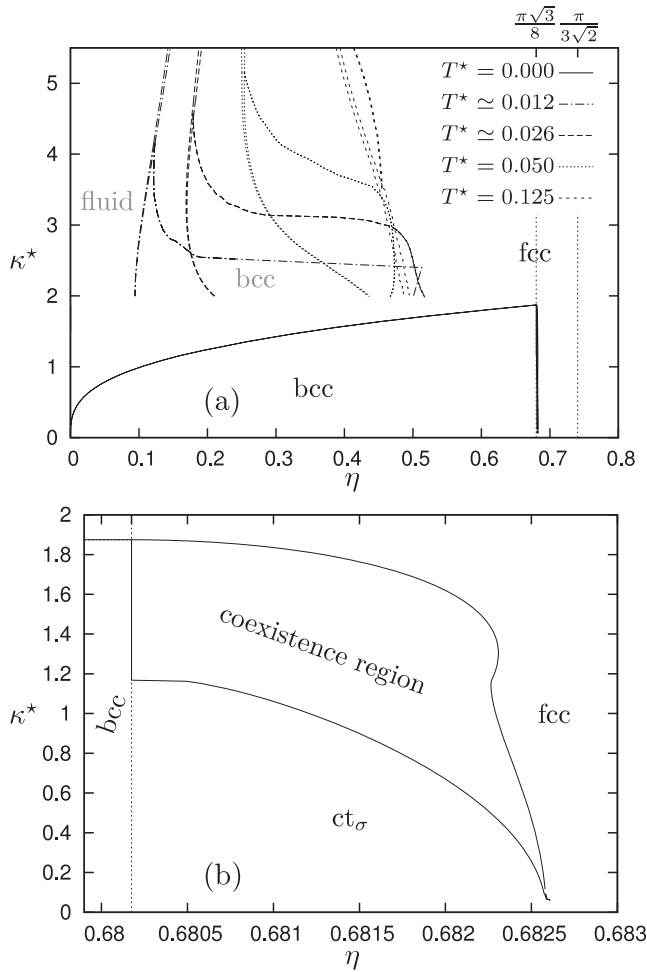 π√3/8 π/3√2
5
4
3
2
1
0
κ⋆
fluid
bcc
bcc
fcc
(a)
T⋆ = 0.000
T⋆ ≃ 0.012
T⋆ ≃ 0.026
T⋆ = 0.050
T⋆ = 0.125
0 0.1 0.2 0.3 0.4 0.5 0.6 0.7 0.8
η
2
1.8
1.6
1.4
1.2
1
0.8
0.6
0.4
0.2
0
κ⋆
coexistence region
bcc
fcc
ctσ
(b)
0.68 0.6805 0.681 0.6815 0.682 0.6825 0.683
η